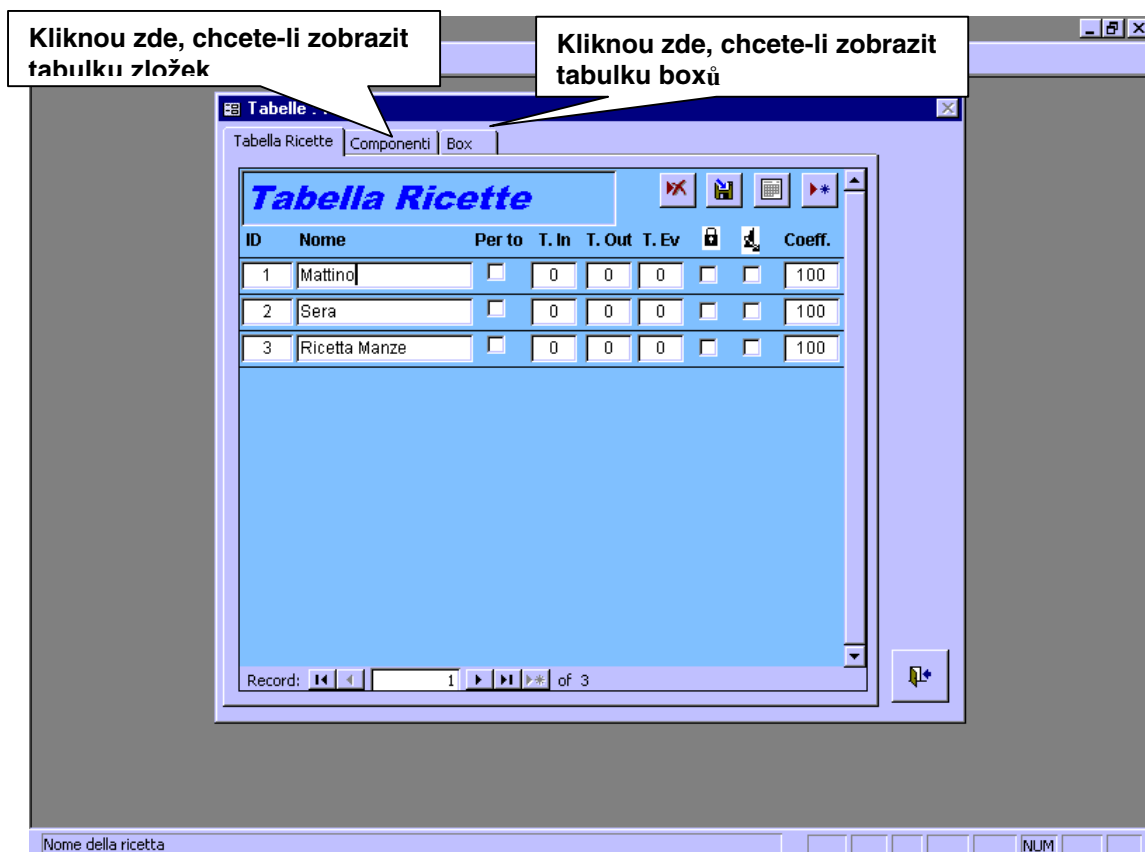 Kliknou zde, chcete-li zobrazit
tabulku zložek
Kliknou zde, chcete-li zobrazit
tabulku boxů
Tabelle
Tabella Ricette Componenti Box
Tabella Ricette
ID Nome Per to T. In T. Out T. Ev Coeff.
1 Mattino 0 0 0 100
2 Sera 0 0 0 100
3 Ricetta Manze 0 0 0 100
Record: 1 of 3
Nome della ricetta NUM